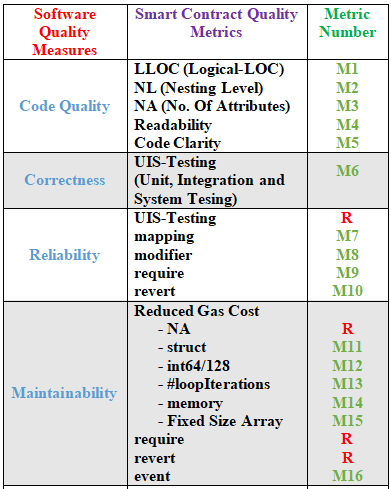 Software Quality Measures Smart Contract Quality Metrics Metric Number
Code Quality
LLOC (Logical-LOC) M1
NL (Nesting Level) M2
NA (No. Of Attributes) M3
Readability M4
Code Clarity M5
Correctness
UIS-Testing M6
(Unit, Integration and
System Tesing)
Reliability
UIS-Testing R
mapping M7
modifier M8
require M9
revert M10
Maintainability
Reduced Gas Cost
- NA R
- struct M11
- int64/128 M12
- #loopIterations M13
- memory M14
- Fixed Size Array M15
require R
revert R
event M16